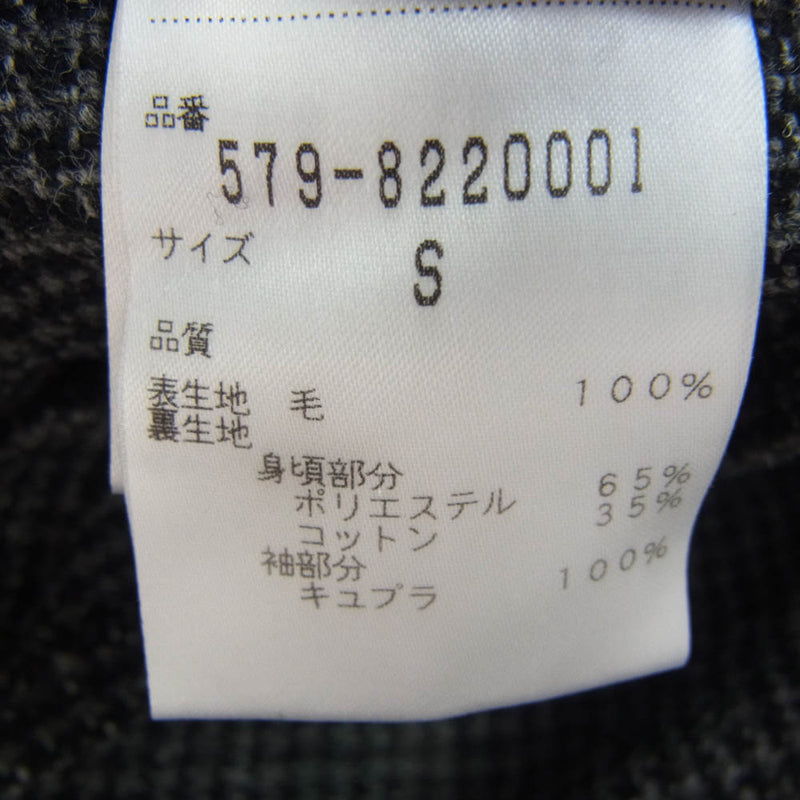 品番
579-8220001
サイズ S
品質
表生地 毛 100%
裏生地
身頃部分
ポリエステル 65%
コットン 35%
袖部分
キュプラ 100%